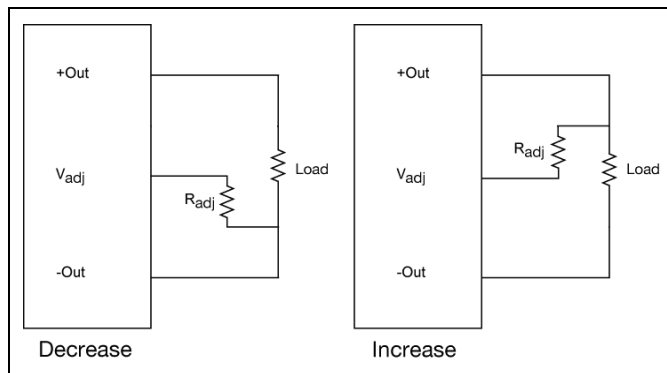 +Out
Vadj
Radj
Load
-Out
Decrease
+Out
Radj
Vadj
Load
-Out
Increase